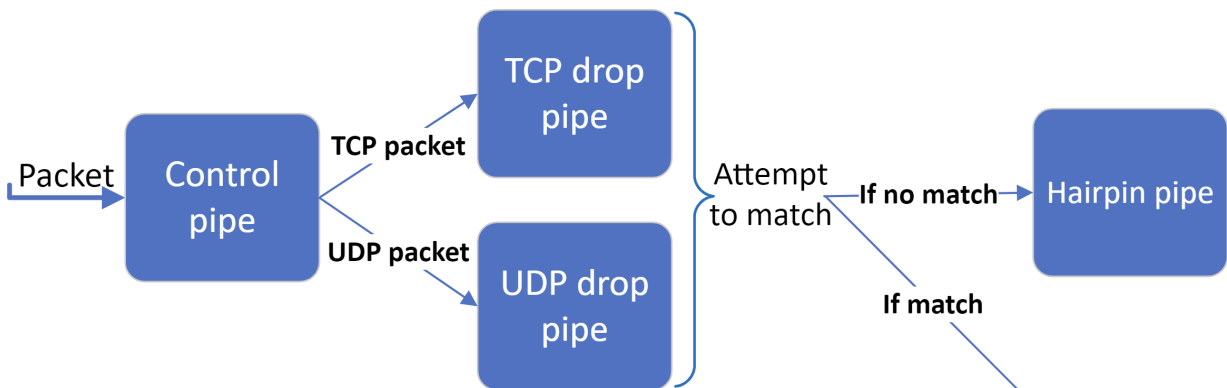 Packet
Control
pipe
TCP packet
UDP packet
TCP drop
pipe
UDP drop
pipe
Attempt
to match
If no match
If match
Hairpin pipe